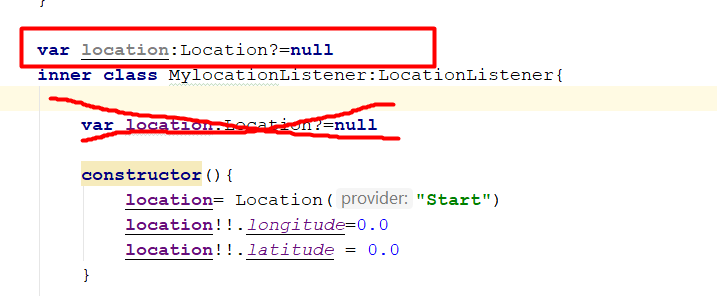 }
var location:Location?=null
inner class MylocationListener:LocationListener{
var location:Location?=null
constructor(){
location= Location( provider: "Start")
location!!.longitude=0.0
location!!.latitude = 0.0
}